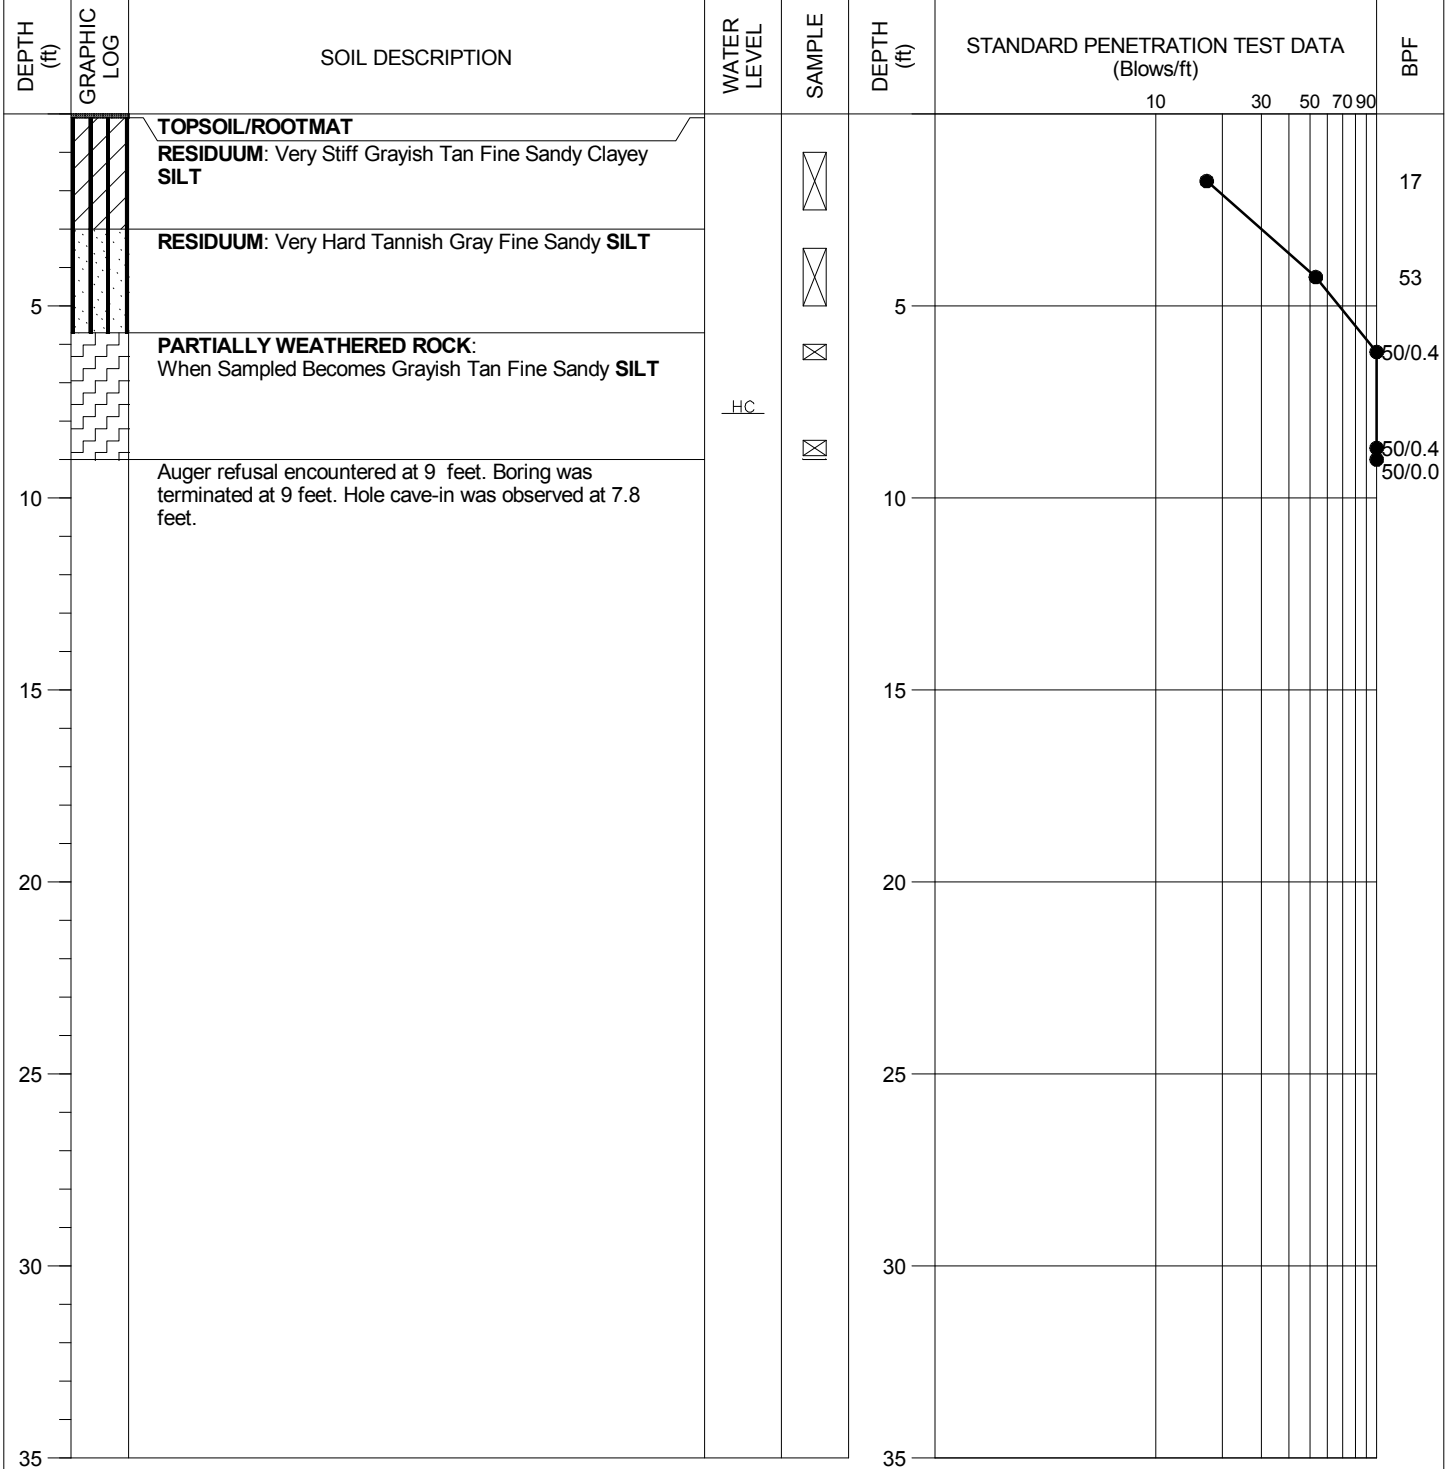 DEPTH
(ft)
GRAPHIC
LOG
SOIL DESCRIPTION
WATER
LEVEL
SAMPLE
DEPTH
(ft)
STANDARD PENETRATION TEST DATA
(Blows/ft)
BPF
10 30 50 70 90
TOPSOIL/ROOTMAT
RESIDUUM: Very Stiff Grayish Tan Fine Sandy Clayey
SILT
17
RESIDUUM: Very Hard Tannish Gray Fine Sandy SILT
53
5 5
PARTIALLY WEATHERED ROCK:
When Sampled Becomes Grayish Tan Fine Sandy SILT
50/0.4
HC
50/0.4
Auger refusal encountered at 9 feet. Boring was
terminated at 9 feet. Hole cave-in was observed at 7.8
feet.
50/0.0
10 10
15 15
20 20
25 25
30 30
35 35